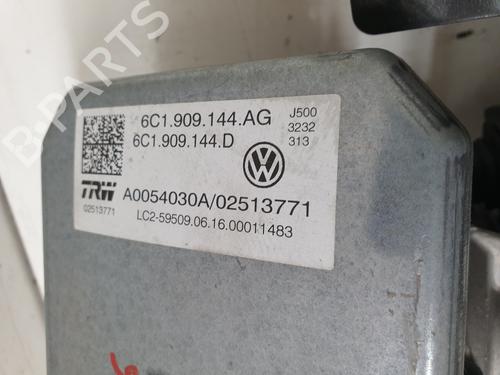 B-PARTS
6C1.909.144.AG
6C1.909.144.D
J500
3232
313
TRW
02513771
A0054030A/02513771
LC2-59509.06.16.00011483